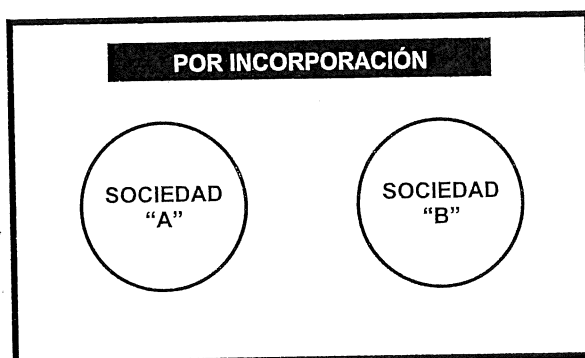 POR INCORPORACIÓN
SOCIEDAD
“A”
SOCIEDAD
“B”